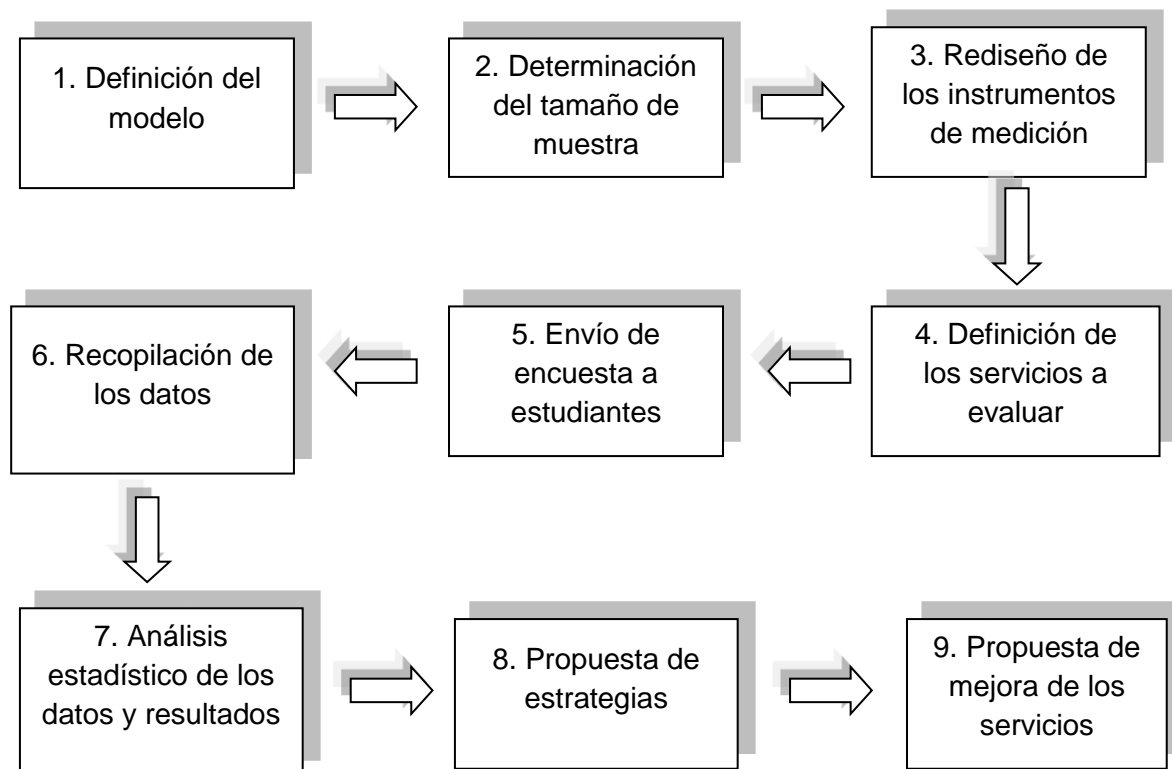 1. Definición del
modelo
2. Determinación
del tamaño de
muestra
3. Rediseño de
los instrumentos
de medición
4. Definición de
los servicios a
evaluar
5. Envío de
encuesta a
estudiantes
6. Recopilación de
los datos
7. Análisis
estadístico de los
datos y resultados
8. Propuesta de
estrategias
9. Propuesta de
mejora de los
servicios